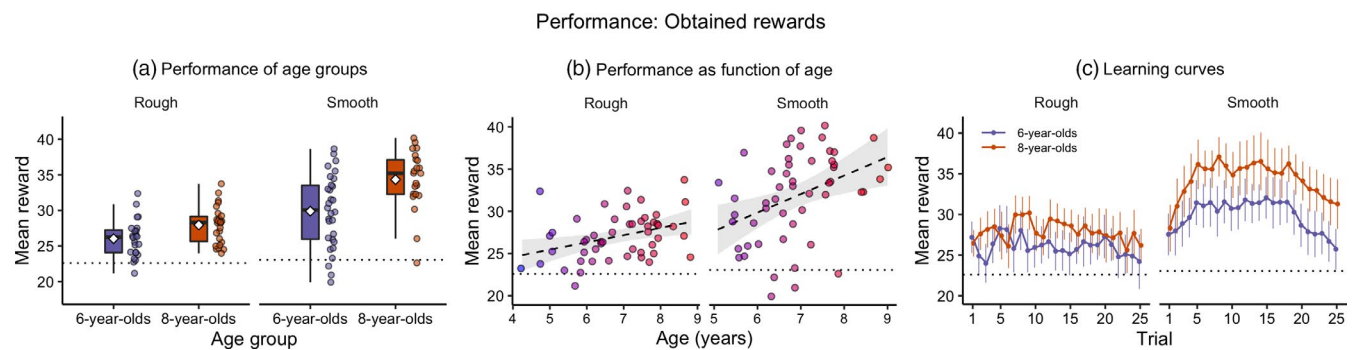 Performance: Obtained rewards
(a) Performance of age groups
Rough Smooth
Mean reward
40
35
30
25
20
6-year-olds 8-year-olds 6-year-olds 8-year-olds
Age group
(b) Performance as function of age
Rough Smooth
Mean reward
40
35
30
25
20
4 5 6 7 8 9 5 6 7 8 9
Age (years)
(c) Learning curves
Rough Smooth
6-year-olds
8-year-olds
Mean reward
40
35
30
25
20
1 5 10 15 20 25 1 5 10 15 20 25
Trial